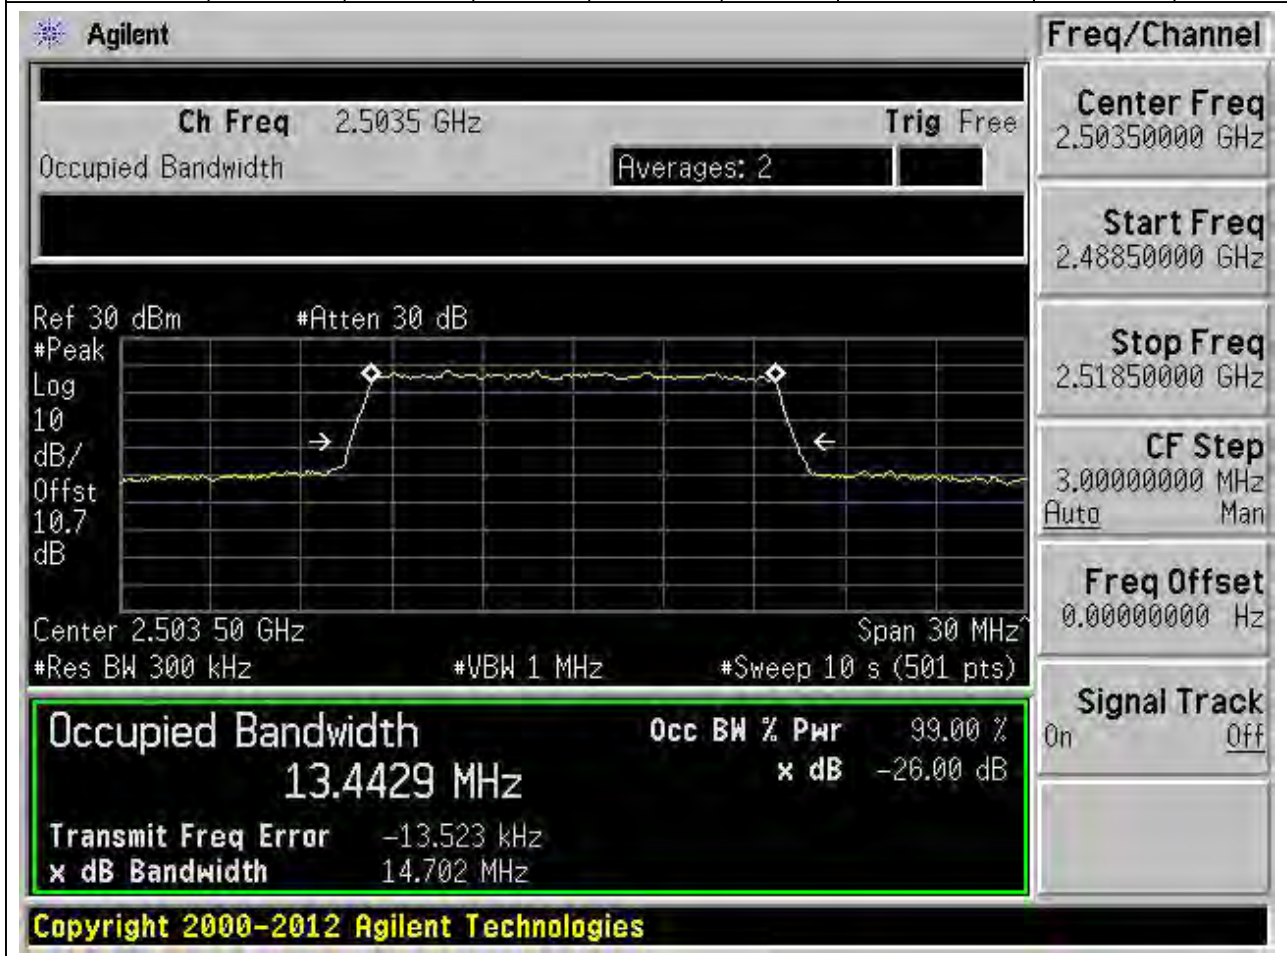 Agilent
Freq/Channel
Ch Freq 2.5035 GHz Trig Free
Occupied Bandwidth Averages: 2
Center Freq
2.50350000 GHz
Start Freq
2.48850000 GHz
Stop Freq
2.51850000 GHz
CF Step
3.00000000 MHz
Auto Man
Freq Offset
0.00000000 Hz
Signal Track
On Off
Ref 30 dBm #Atten 30 dB
#Peak
Log
10
dB/
Offst
10.7
dB
Center 2.503 50 GHz Span 30 MHz^
#Res BW 300 kHz #VBW 1 MHz #Sweep 10 s (501 pts)
Occupied Bandwidth Occ BW % Pwr 99.00 %
13.4429 MHz x dB -26.00 dB
Transmit Freq Error -13.523 kHz
x dB Bandwidth 14.702 MHz
Copyright 2000-2012 Agilent Technologies